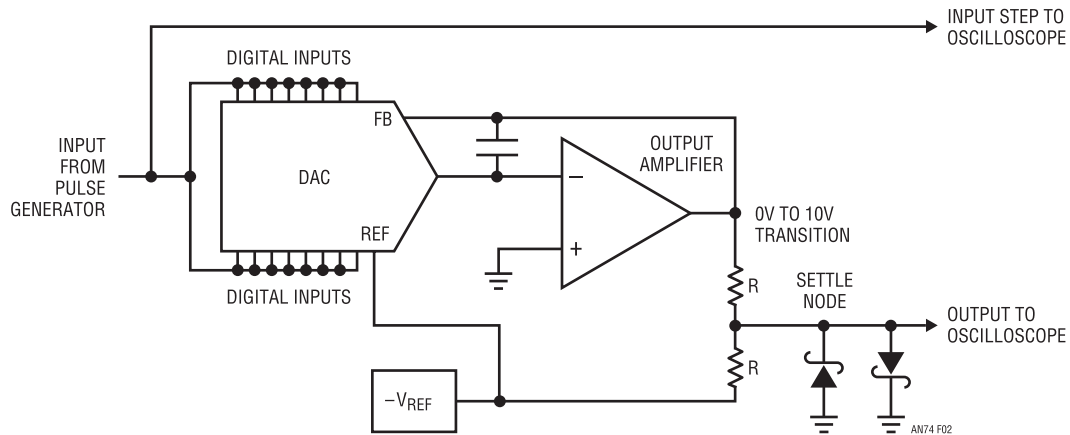 INPUT STEP TO
OSCILLOSCOPE
DIGITAL INPUTS
FB
OUTPUT
AMPLIFIER
INPUT
FROM
PULSE
GENERATOR
DAC
−
0V TO 10V
TRANSITION
REF
+
DIGITAL INPUTS
R
SETTLE
NODE
OUTPUT TO
OSCILLOSCOPE
R
−VREF
AN74 F02